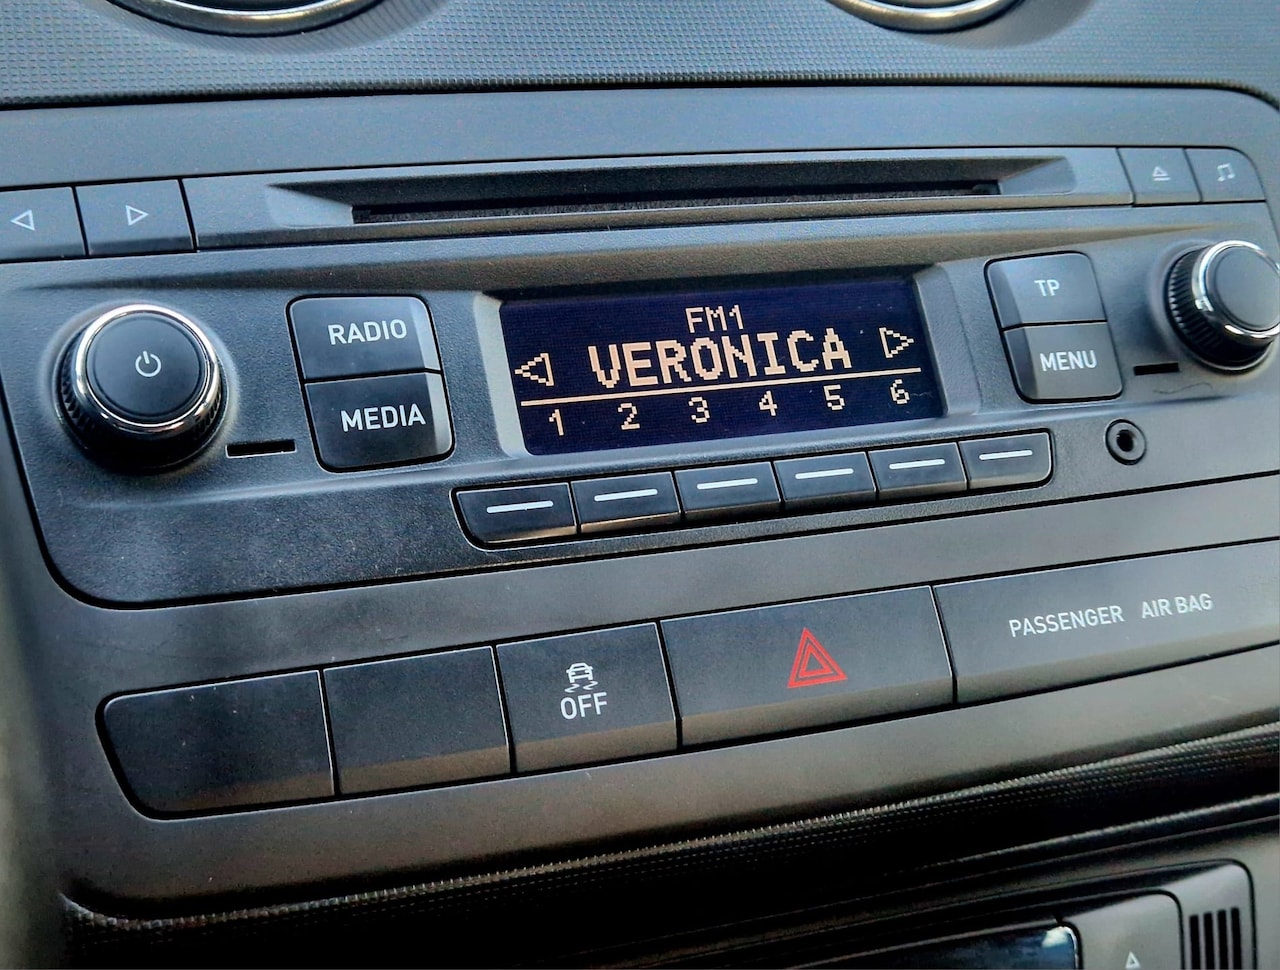 RADIO
MEDIA
FM1
VERONICA
1 2 3 4 5 6
TP
MENU
OFF
PASSENGER AIR BAG